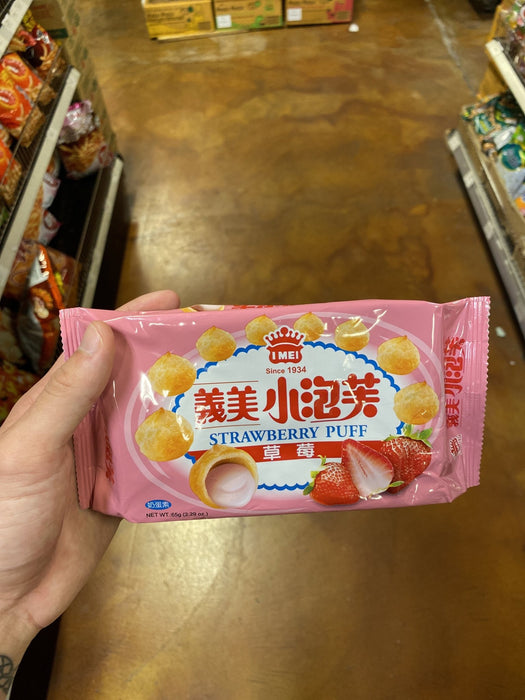 I MEI
Since 1934
義美小泡芙
STRAWBERRY PUFF
草莓
奶蛋素
NET WT. 65g (2.29 oz.)
義美小泡芙